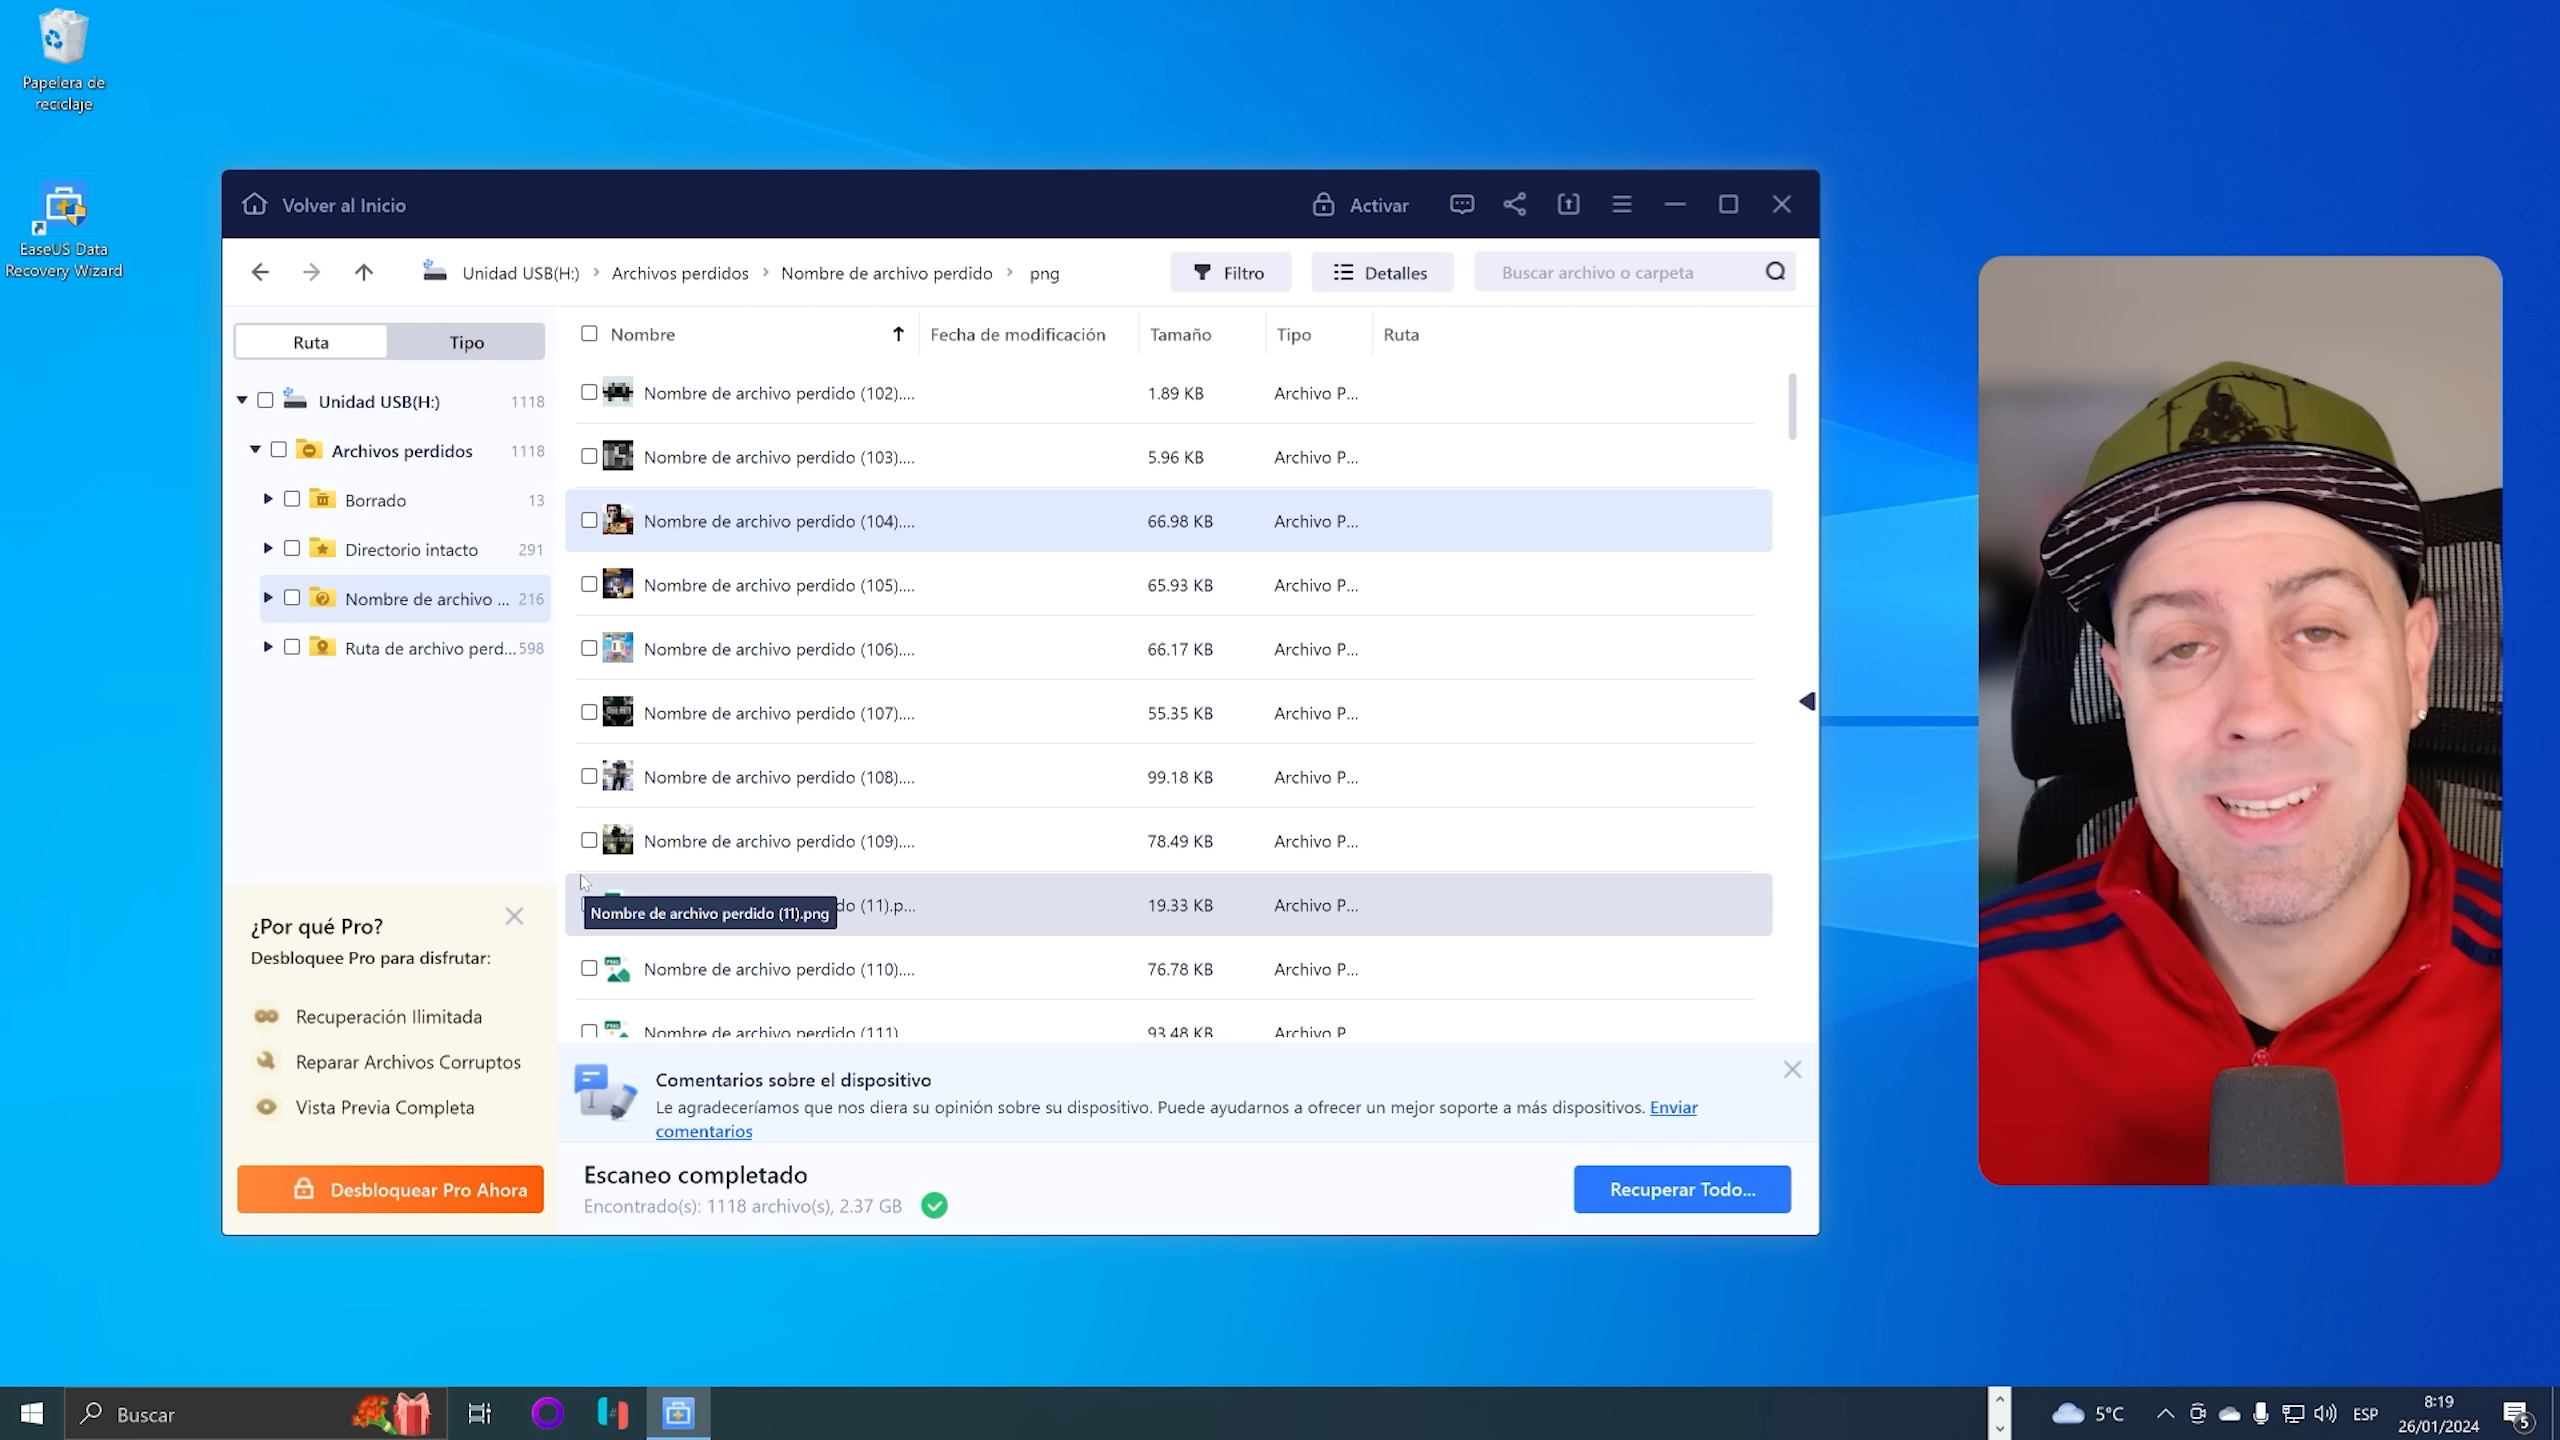 Papelera de
reciclaje
EaseUS Data
Recovery Wizard
Volver al Inicio
Activar
Unidad USB(H:) › Archivos perdidos › Nombre de archivo perdido › png
Filtro
Detalles
Buscar archivo o carpeta
Ruta
Tipo
Unidad USB(H:) 1118
Archivos perdidos 1118
Borrado 13
Directorio intacto 291
Nombre de archivo ... 216
Ruta de archivo perd... 598
Nombre Fecha de modificación Tamaño Tipo Ruta
Nombre de archivo perdido (102).... 1.89 KB Archivo P...
Nombre de archivo perdido (103).... 5.96 KB Archivo P...
Nombre de archivo perdido (104).... 66.98 KB Archivo P...
Nombre de archivo perdido (105).... 65.93 KB Archivo P...
Nombre de archivo perdido (106).... 66.17 KB Archivo P...
Nombre de archivo perdido (107).... 55.35 KB Archivo P...
Nombre de archivo perdido (108).... 99.18 KB Archivo P...
Nombre de archivo perdido (109).... 78.49 KB Archivo P...
do (11).p... 19.33 KB Archivo P...
Nombre de archivo perdido (11).png
Nombre de archivo perdido (110).... 76.78 KB Archivo P...
Nombre de archivo perdido (111) 93.48 KB Archivo P
¿Por qué Pro?
Desbloquee Pro para disfrutar:
Recuperación Ilimitada
Reparar Archivos Corruptos
Vista Previa Completa
Desbloquear Pro Ahora
Comentarios sobre el dispositivo
Le agradeceríamos que nos diera su opinión sobre su dispositivo. Puede ayudarnos a ofrecer un mejor soporte a más dispositivos. Enviar
comentarios
Escaneo completado
Encontrado(s): 1118 archivo(s), 2.37 GB
Recuperar Todo...
Buscar
5°C
ESP
8:19
26/01/2024
5